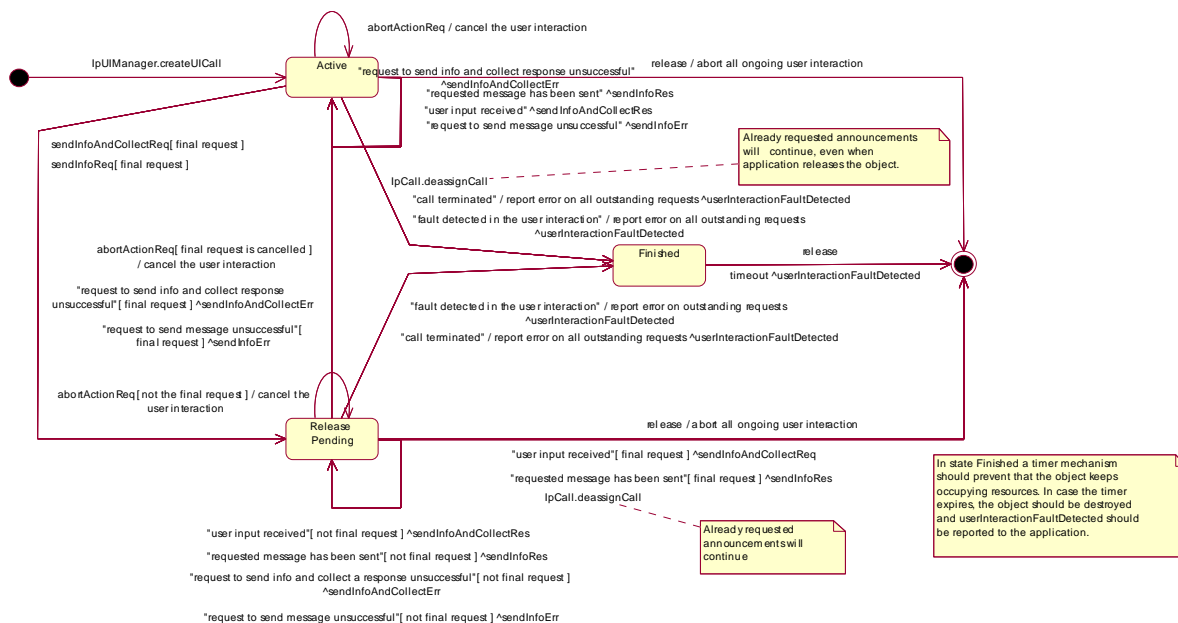 abortActionReq / cancel the user interaction
IpUIManager.createUICall
Active
release / abort all ongoing user interaction
"request to send info and collect response unsuccessful"
^sendInfoAndCollectErr
"requested message has been sent" ^sendInfoRes
"user input received" ^sendInfoAndCollectRes
"request to send message unsuccessful" ^sendInfoErr
sendInfoAndCollectReq[ final request ]
sendInfoReq[ final request ]
Already requested announcements
will continue, even when
application releases the object.
IpCall.deassignCall
"call terminated" / report error on all outstanding requests ^userInteractionFaultDetected
"fault detected in the user interaction" / report error on all outstanding requests
^userInteractionFaultDetected
abortActionReq[ final request is cancelled ]
/ cancel the user interaction
Finished
release
timeout ^userInteractionFaultDetected
"request to send info and collect response
unsuccessful"[ final request ] ^sendInfoAndCollectErr
"request to send message unsuccessful"[
final request ] ^sendInfoErr
"fault detected in the user interaction" / report error on outstanding requests
^userInteractionFaultDetected
"call terminated" / report error on all outstanding requests ^userInteractionFaultDetected
abortActionReq[ not the final request ] / cancel the
user interaction
Release
Pending
release / abort all ongoing user interaction
"user input received"[ final request ] ^sendInfoAndCollectReq
"requested message has been sent"[ final request ] ^sendInfoRes
IpCall.deassignCall
In state Finished a timer mechanism
should prevent that the object keeps
occupying resources. In case the timer
expires, the object should be destroyed
and userInteractionFaultDetected should
be reported to the application.
Already requested
announcements will
continue
"user input received"[ not final request ] ^sendInfoAndCollectRes
"requested message has been sent"[ not final request ] ^sendInfoRes
"request to send info and collect a response unsuccessful"[ not final request ]
^sendInfoAndCollectErr
"request to send message unsuccessful"[ not final request ] ^sendInfoErr